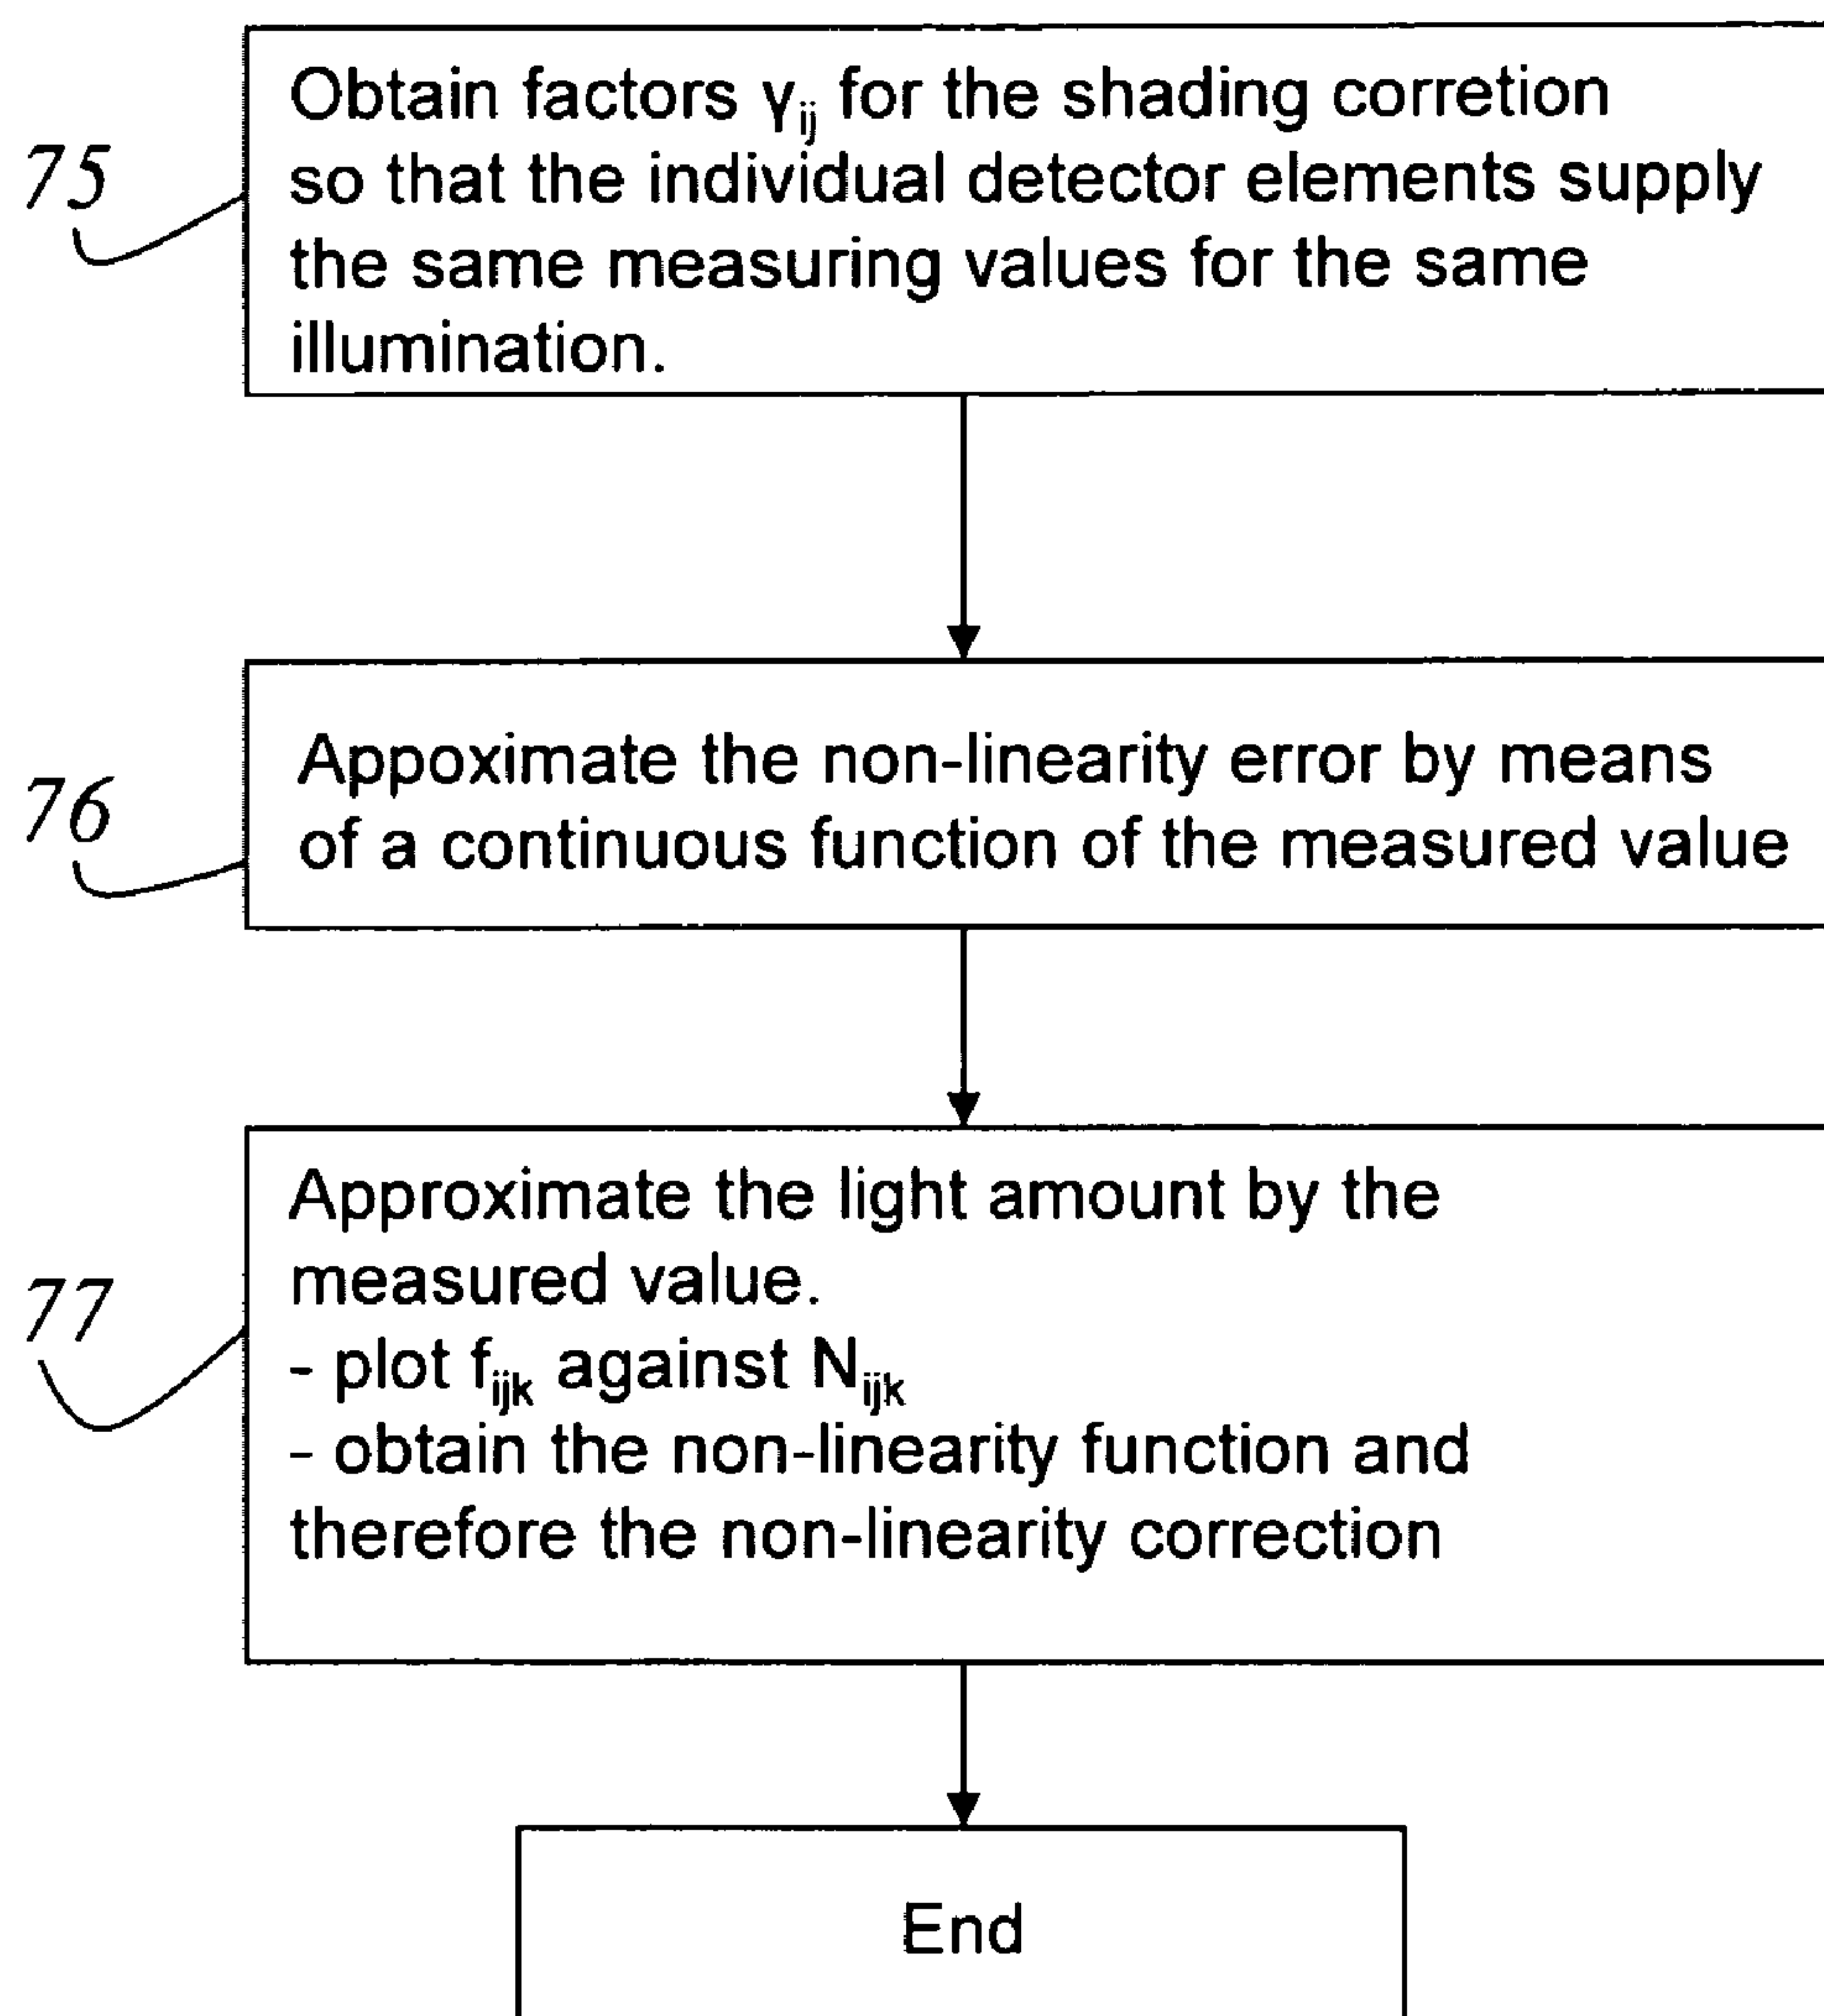 75
Obtain factors γij for the shading corretion
so that the individual detector elements supply
the same measuring values for the same
illumination.
76
Appoximate the non-linearity error by means
of a continuous function of the measured value
77
Approximate the light amount by the
measured value.
- plot fijk against Nijk
- obtain the non-linearity function and
therefore the non-linearity correction
End